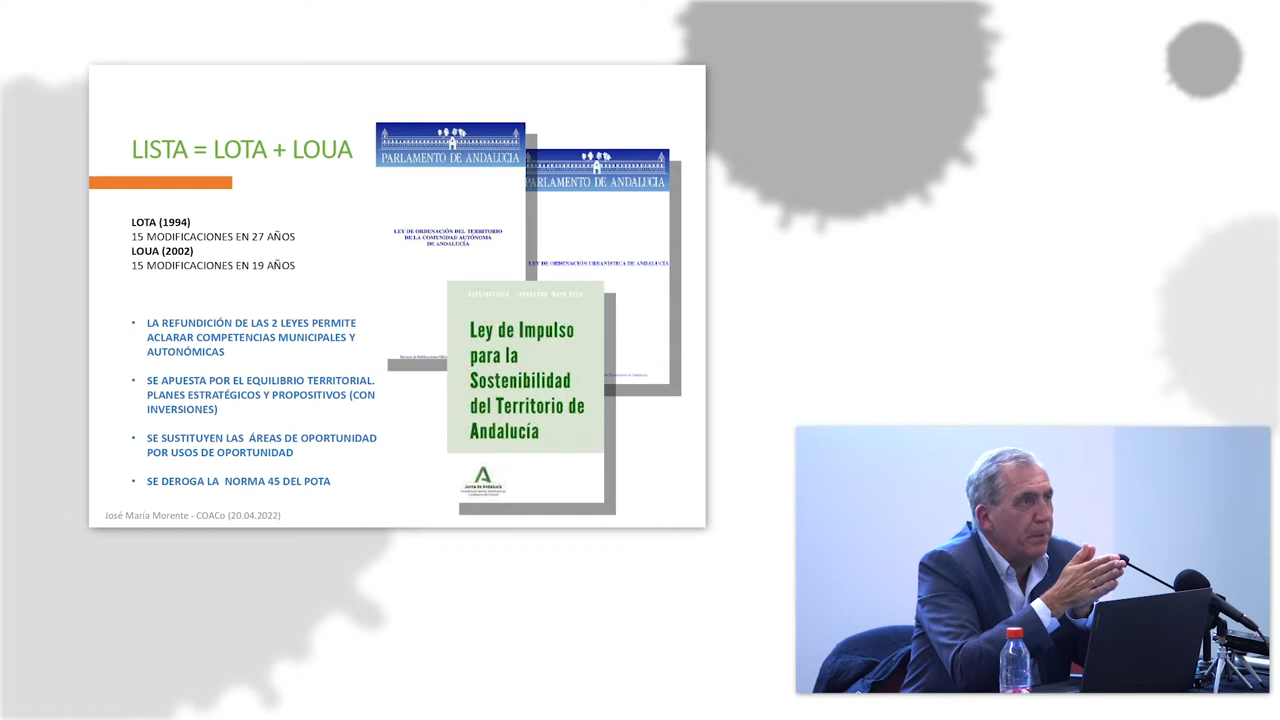 LISTA = LOTA + LOUA
LOTA (1994)
15 MODIFICACIONES EN 27 AÑOS
LOUA (2002)
15 MODIFICACIONES EN 19 AÑOS
LA REFUNDICIÓN DE LAS 2 LEYES PERMITE
ACLARAR COMPETENCIAS MUNICIPALES Y
AUTONÓMICAS
SE APUESTA POR EL EQUILIBRIO TERRITORIAL.
PLANES ESTRATÉGICOS Y PROPOSITIVOS (CON
INVERSIONES)
SE SUSTITUYEN LAS ÁREAS DE OPORTUNIDAD
POR USOS DE OPORTUNIDAD
SE DEROGA LA NORMA 45 DEL POTA
José María Morente - COACo (20.04.2022)
PARLAMENTO DE ANDALUCIA
LEY DE ORDENACIÓN DEL TERRITORIO
DE LA COMUNIDAD AUTÓNOMA
DE ANDALUCÍA
PARLAMENTO DE ANDALUCIA
LEY DE ORDENACIÓN URBANÍSTICA DE ANDALUCÍA
Ley de Impulso
para la
Sostenibilidad
del Territorio de
Andalucía
Junta de Andalucía